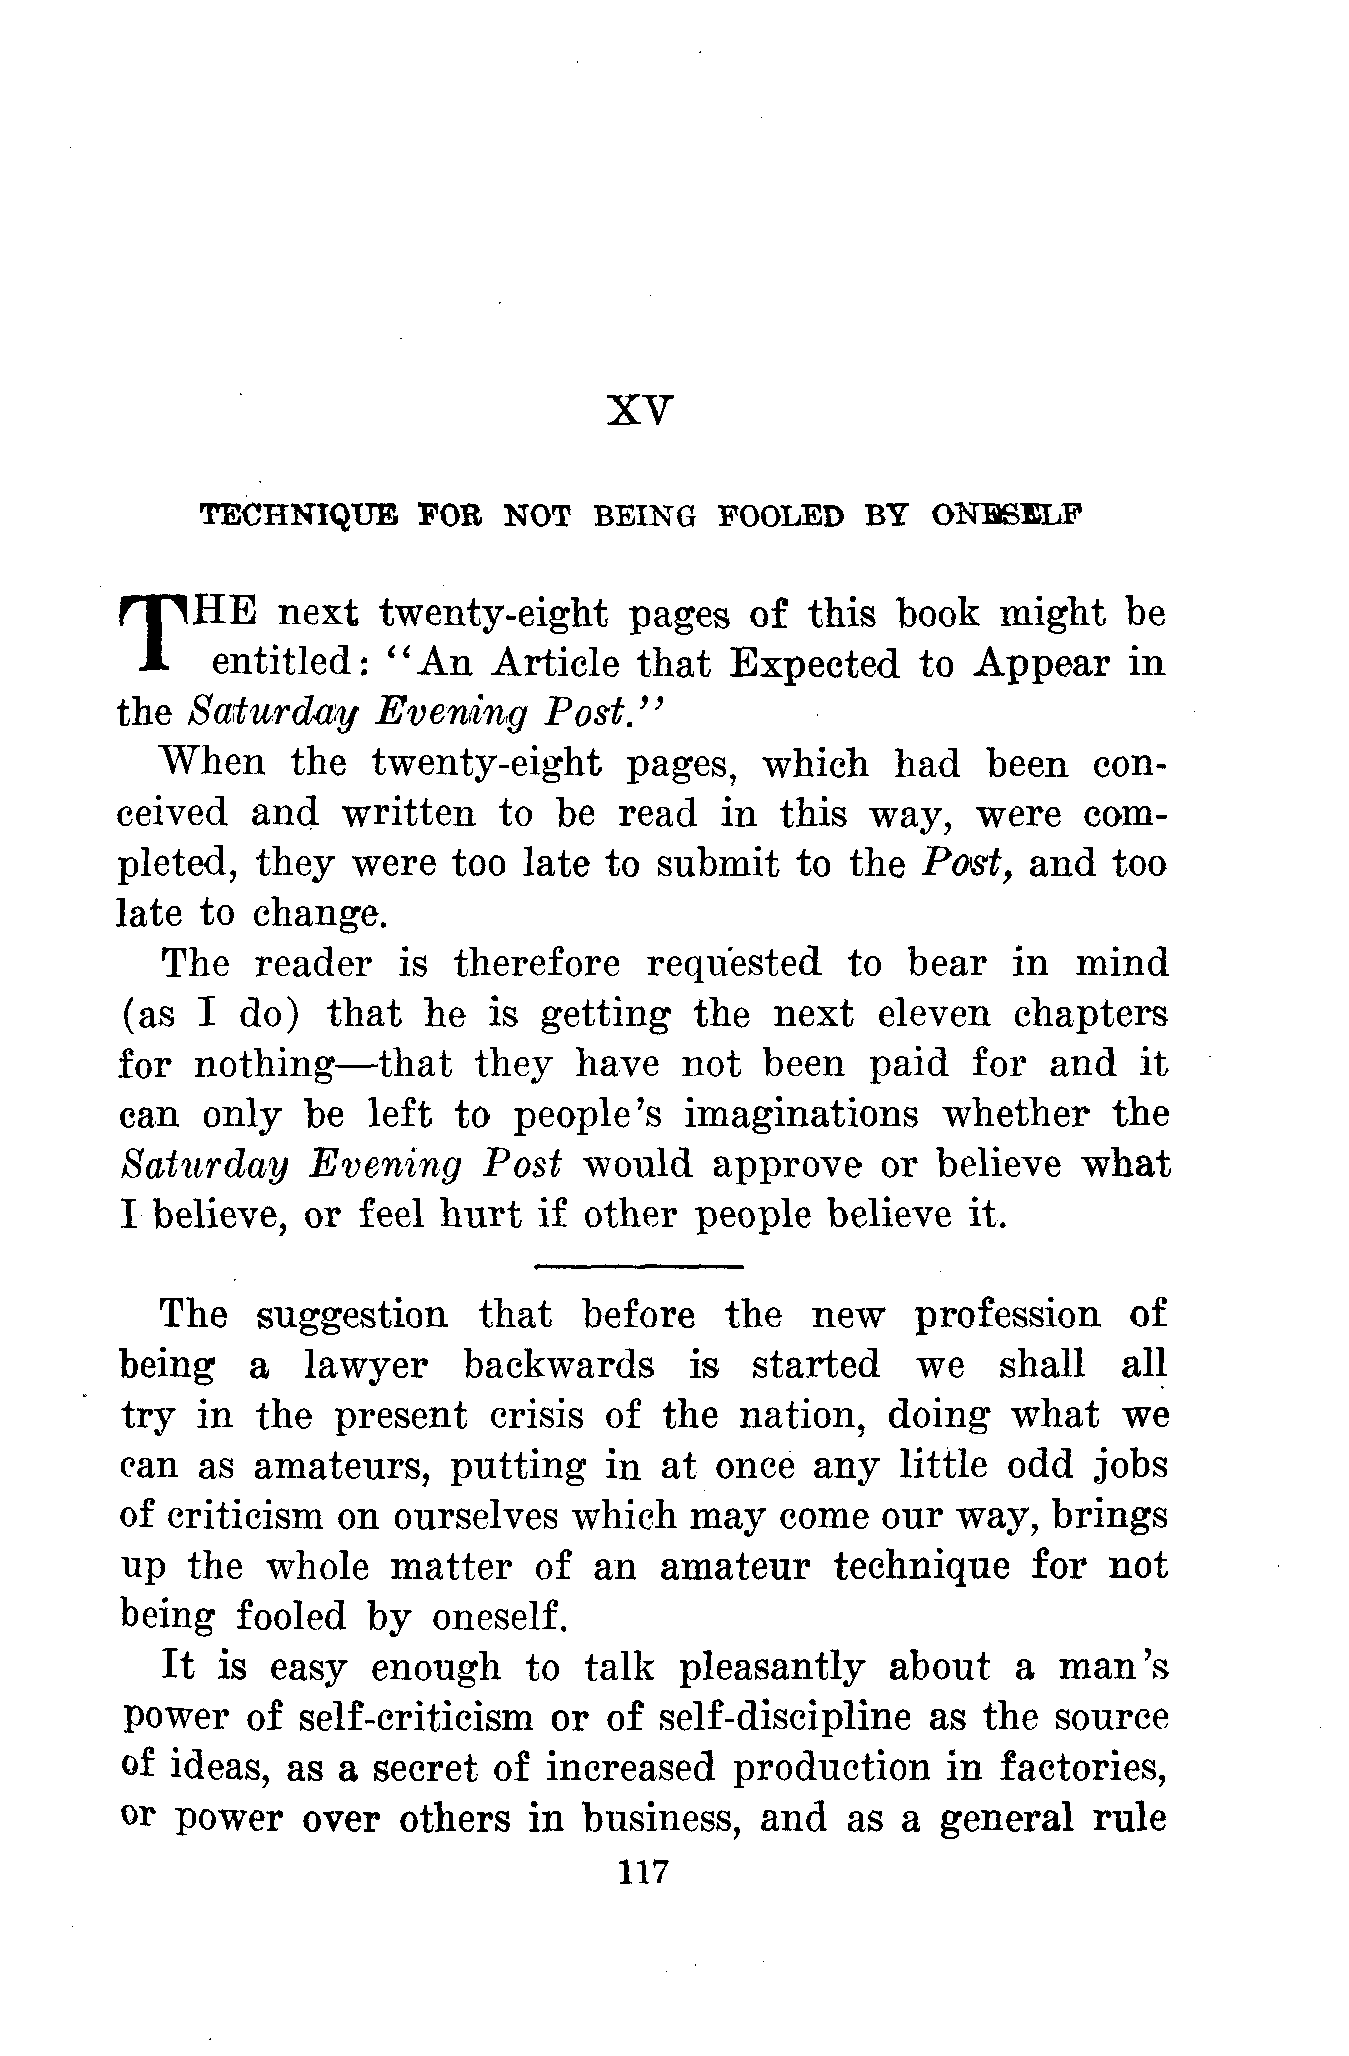 XV
TECHNIQUE FOR NOT BEING FOOLED BY ONESELF
THE next twenty-eight pages of this book might be
entitled: “An Article that Expected to Appear in
the Saturday Evening Post.”
When the twenty-eight pages, which had been con-
ceived and written to be read in this way, were com-
pleted, they were too late to submit to the Post, and too
late to change.
The reader is therefore requested to bear in mind
(as I do) that he is getting the next eleven chapters
for nothing—that they have not been paid for and it
can only be left to people's imaginations whether the
Saturday Evening Post would approve or believe what
I believe, or feel hurt if other people believe it.
The suggestion that before the new profession of
being a lawyer backwards is started we shall all
try in the present crisis of the nation, doing what we
can as amateurs, putting in at once any little odd jobs
of criticism on ourselves which may come our way, brings
up the whole matter of an amateur technique for not
being fooled by oneself.
It is easy enough to talk pleasantly about a man's
power of self-criticism or of self-discipline as the source
of ideas, as a secret of increased production in factories,
or power over others in business, and as a general rule
117